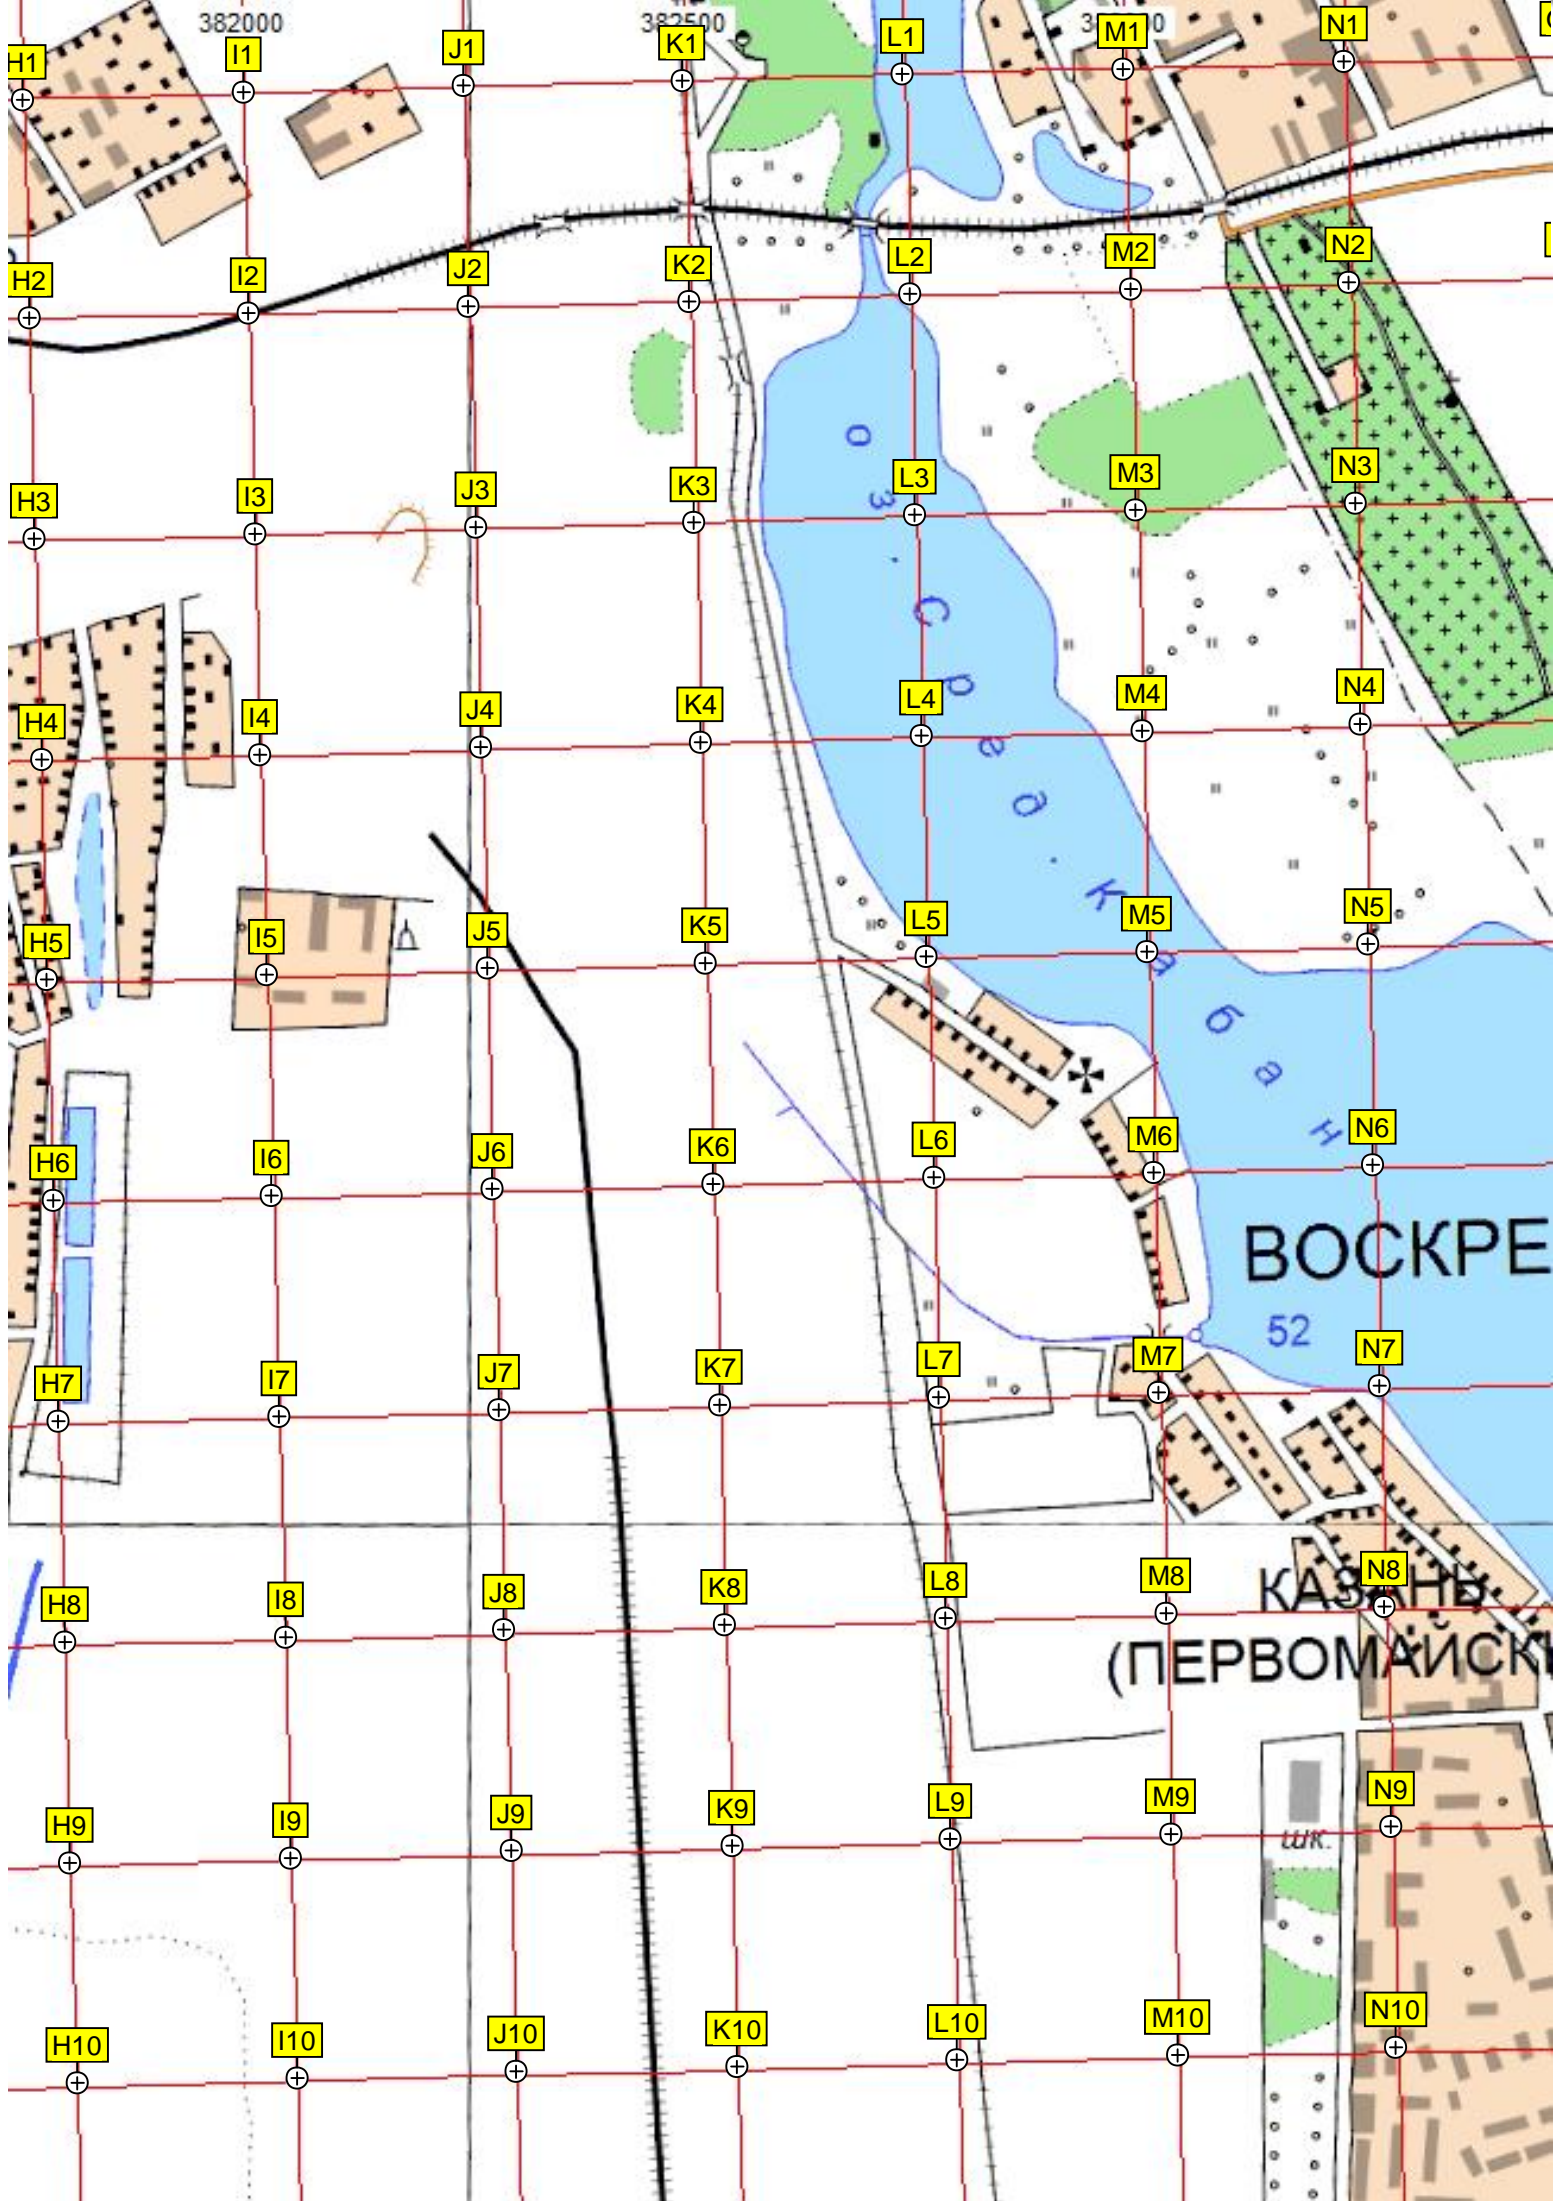 382000 382500
H1 I1 J1 K1 L1 M1 N1
H2 I2 J2 K2 L2 M2 N2
H3 I3 J3 K3 L3 M3 N3
оз. Сред. Кабан
H4 I4 J4 K4 L4 M4 N4
H5 I5 J5 K5 L5 M5 N5
H6 I6 J6 K6 L6 M6 N6
ВОСКРЕ
52
H7 I7 J7 K7 L7 M7 N7
H8 I8 J8 K8 L8 M8 N8
КАЗАНЬ
(ПЕРВОМАЙСК
H9 I9 J9 K9 L9 M9 N9
шк.
H10 I10 J10 K10 L10 M10 N10